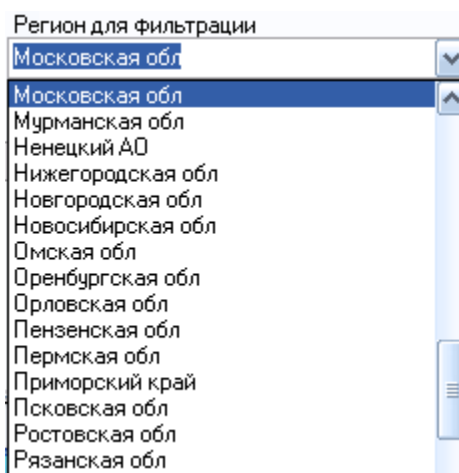 Регион для фильтрации
Московская обл
Московская обл
Мурманская обл
Ненецкий АО
Нижегородская обл
Новгородская обл
Новосибирская обл
Омская обл
Оренбургская обл
Орловская обл
Пензенская обл
Пермская обл
Приморский край
Псковская обл
Ростовская обл
Рязанская обл